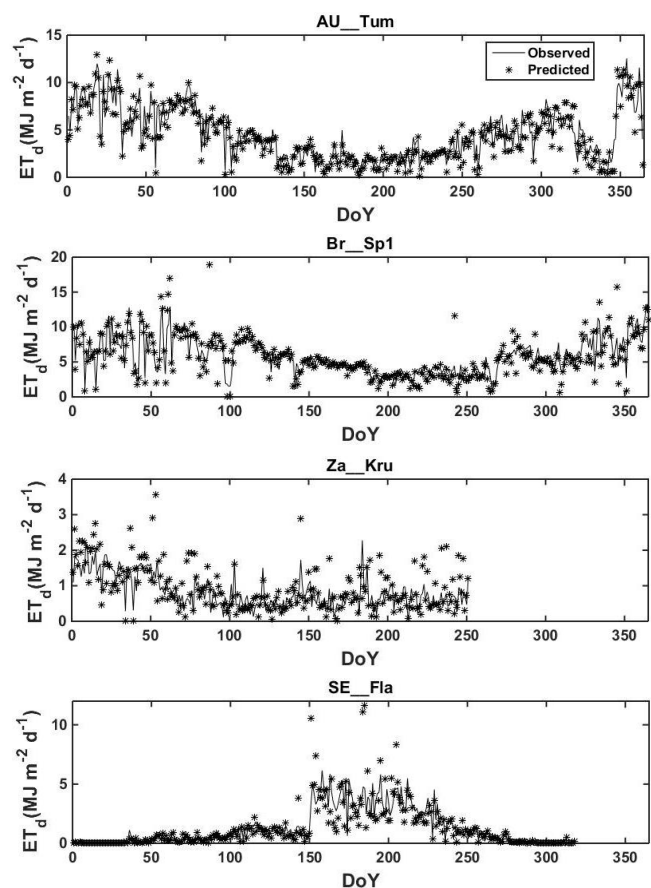 AU__Tum
ET_d(MJ m^-2 d^-1)
15
10
5
0
Observed
Predicted
0 50 100 150 200 250 300 350
DoY
Br__Sp1
ET_d(MJ m^-2 d^-1)
20
15
10
5
0
0 50 100 150 200 250 300 350
DoY
Za__Kru
ET_d(MJ m^-2 d^-1)
4
3
2
1
0
0 50 100 150 200 250 300 350
DoY
SE__Fla
ET_d(MJ m^-2 d^-1)
10
5
0
0 50 100 150 200 250 300 350
DoY